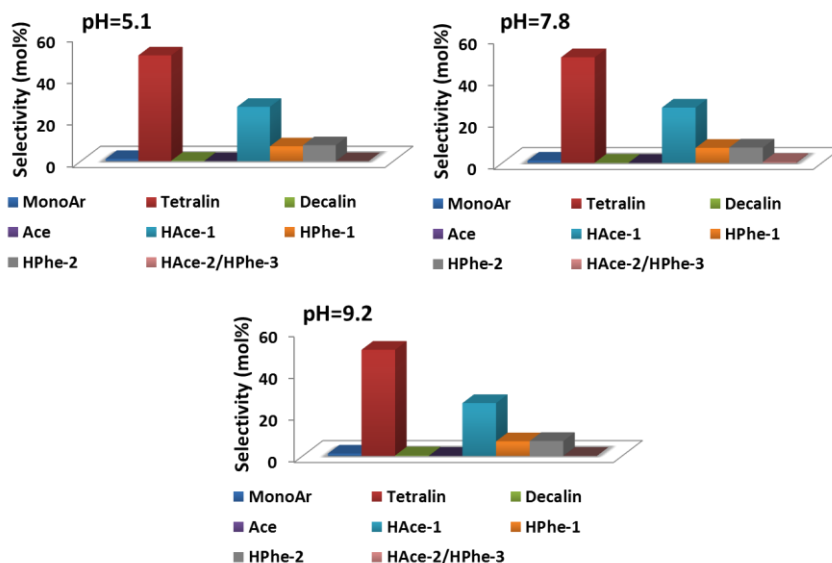 pH=5.1
Selectivity (mol%)
60
40
20
0
MonoAr Tetralin Decalin
Ace HAce-1 HPhe-1
HPhe-2 HAce-2/HPhe-3
pH=7.8
Selectivity (mol%)
60
40
20
0
MonoAr Tetralin Decalin
Ace HAce-1 HPhe-1
HPhe-2 HAce-2/HPhe-3
pH=9.2
Selectivity (mol%)
60
40
20
0
MonoAr Tetralin Decalin
Ace HAce-1 HPhe-1
HPhe-2 HAce-2/HPhe-3